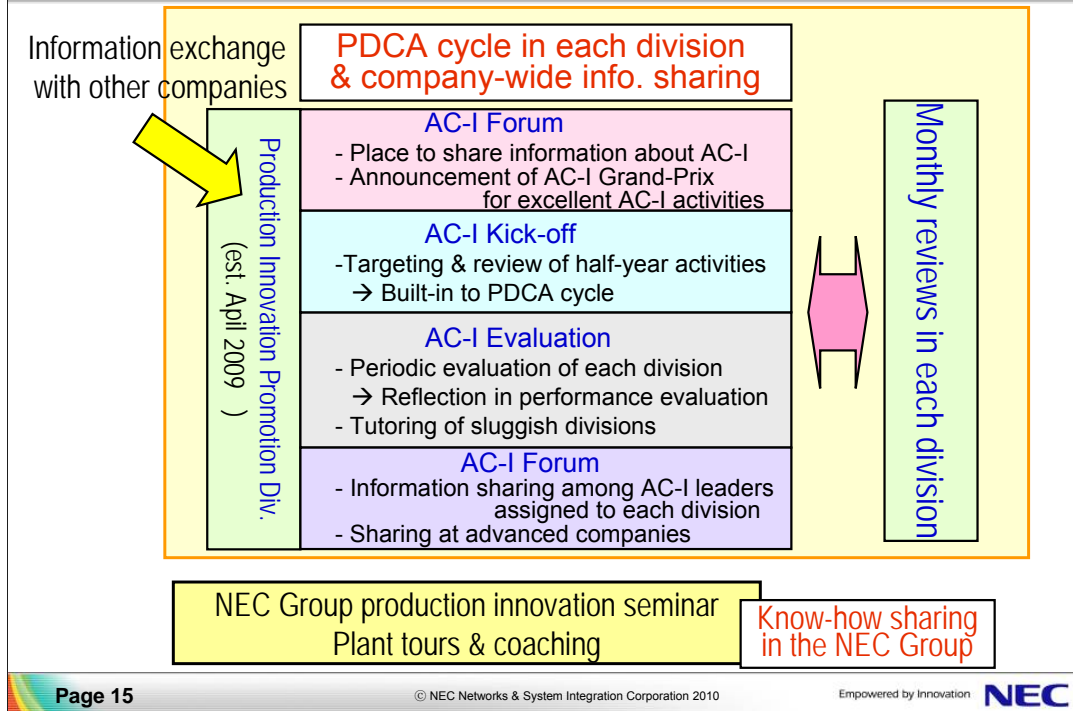 Information exchange
with other companies
PDCA cycle in each division
& company-wide info. sharing
Production Innovation Promotion Div.
(est. Apil 2009 )
AC-I Forum
- Place to share information about AC-I
- Announcement of AC-I Grand-Prix
for excellent AC-I activities
AC-I Kick-off
-Targeting & review of half-year activities
→ Built-in to PDCA cycle
AC-I Evaluation
- Periodic evaluation of each division
→ Reflection in performance evaluation
- Tutoring of sluggish divisions
AC-I Forum
- Information sharing among AC-I leaders
assigned to each division
- Sharing at advanced companies
Monthly reviews in each division
NEC Group production innovation seminar
Plant tours & coaching
Know-how sharing
in the NEC Group
Page 15
© NEC Networks & System Integration Corporation 2010
Empowered by Innovation NEC